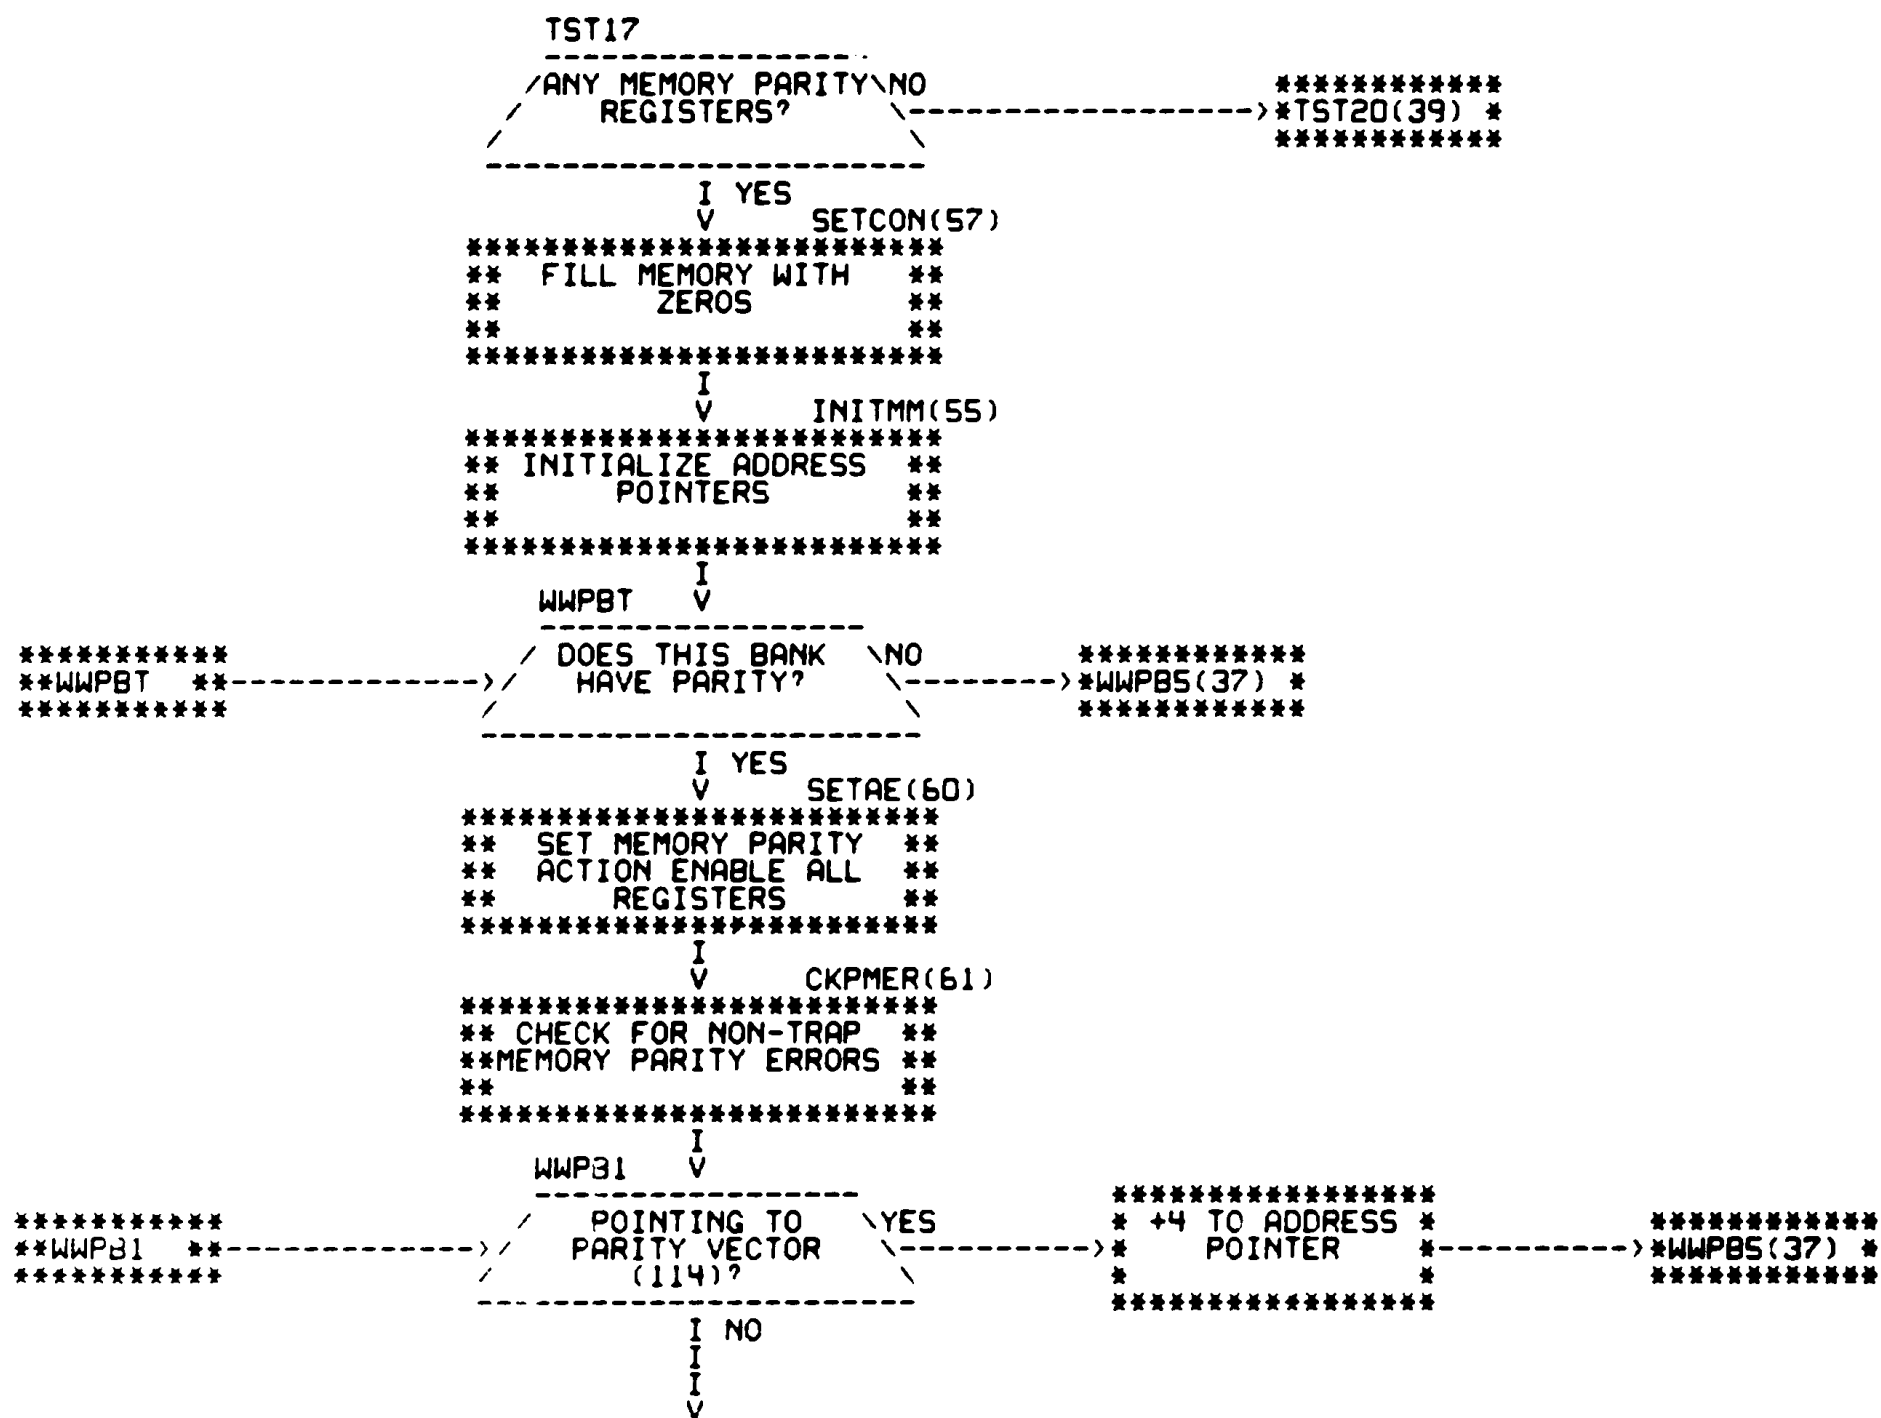 TST17
ANY MEMORY PARITY NO
REGISTERS?
*TST20(39) *
I YES
V SETCON(57)
** FILL MEMORY WITH **
** ZEROS **
I
V INITMM(55)
** INITIALIZE ADDRESS **
** POINTERS **
I
WWPBT V
DOES THIS BANK NO
HAVE PARITY?
**WWPBT **
*WWPB5(37) *
I YES
V SETAE(60)
** SET MEMORY PARITY **
** ACTION ENABLE ALL **
** REGISTERS **
I
V CKPMER(61)
** CHECK FOR NON-TRAP **
**MEMORY PARITY ERRORS **
I
WWPB1 V
POINTING TO YES
PARITY VECTOR
(114)?
**WWPB1 **
* +4 TO ADDRESS *
* POINTER *
*WWPB5(37) *
I NO
I
I
V